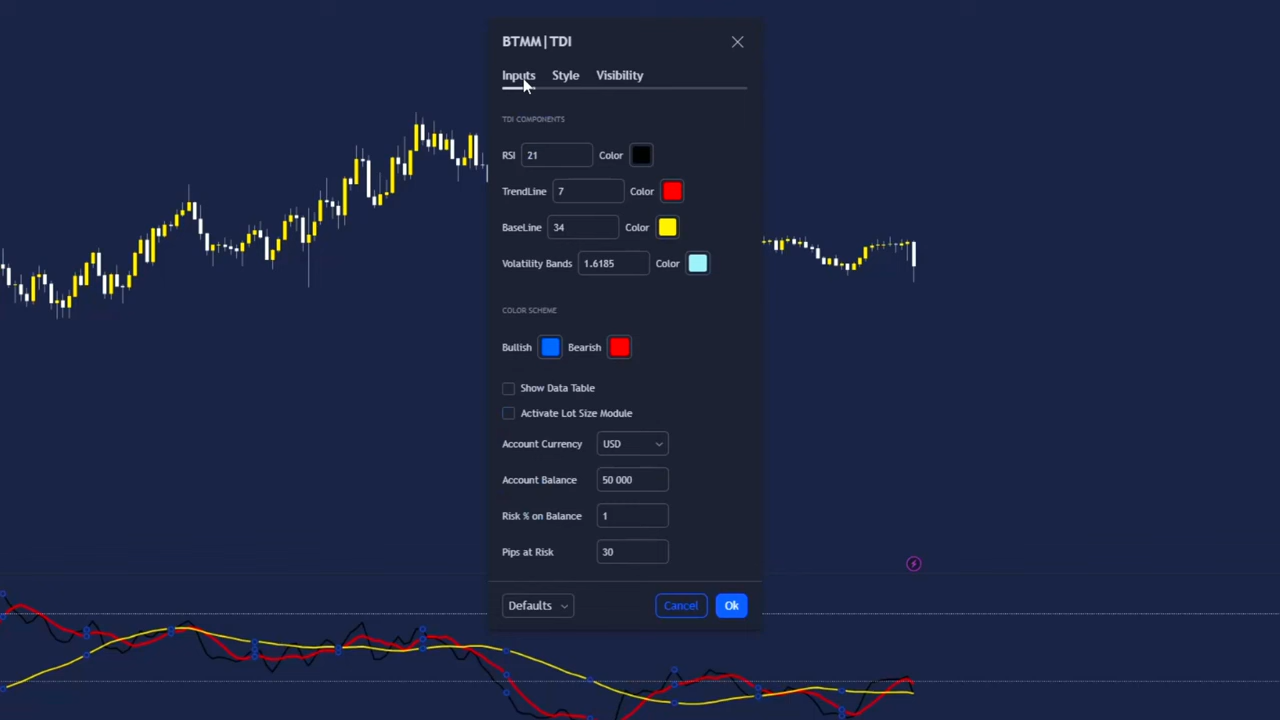 BTMM|TDI
Inputs Style Visibility
TDI COMPONENTS
RSI 21 Color
TrendLine 7 Color
BaseLine 34 Color
Volatility Bands 1.6185 Color
COLOR SCHEME
Bullish Bearish
Show Data Table
Activate Lot Size Module
Account Currency USD
Account Balance 50 000
Risk % on Balance 1
Pips at Risk 30
Defaults Cancel Ok